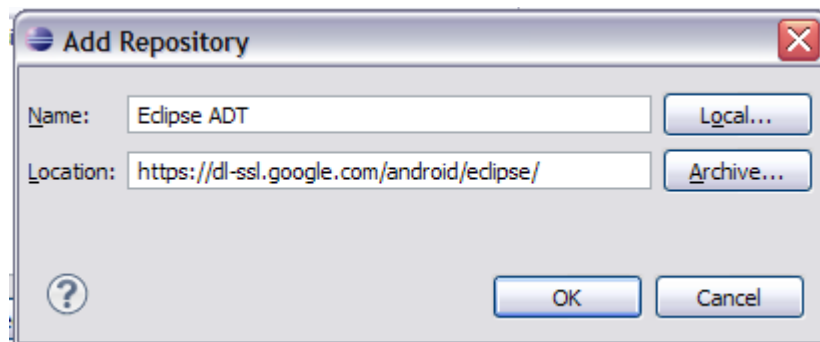 Add Repository
Name: Eclipse ADT Local...
Location: https://dl-ssl.google.com/android/eclipse/ Archive...
? OK Cancel